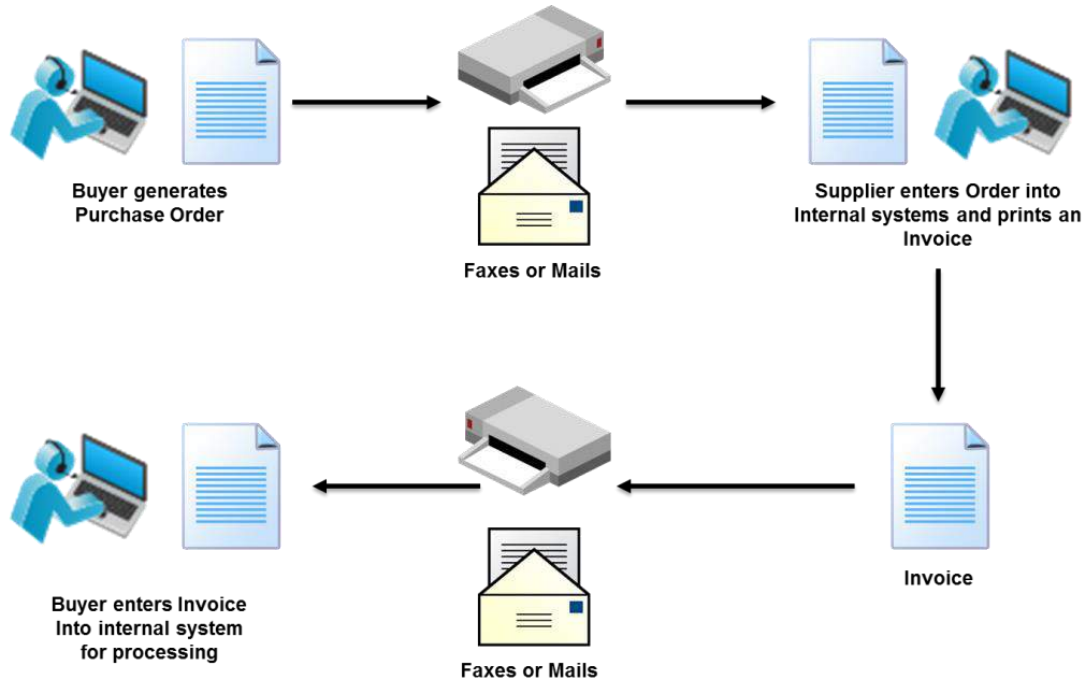 Buyer generates
Purchase Order
Faxes or Mails
Supplier enters Order into
Internal systems and prints an
Invoice
Buyer enters Invoice
Into internal system
for processing
Faxes or Mails
Invoice